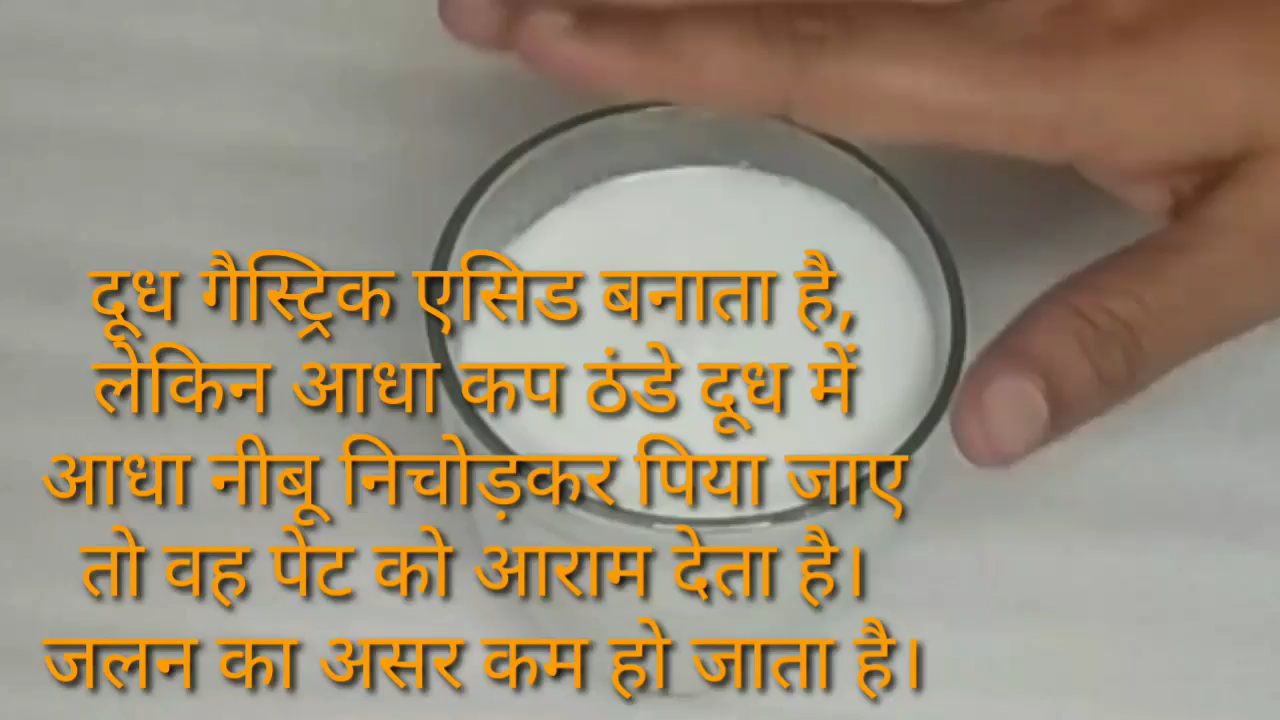 दूध गैस्ट्रिक एसिड बनाता है,
लेकिन आधा कप ठंडे दूध में
आधा नीबू निचोड़कर पिया जाए
तो वह पेट को आराम देता है।
जलन का असर कम हो जाता है।